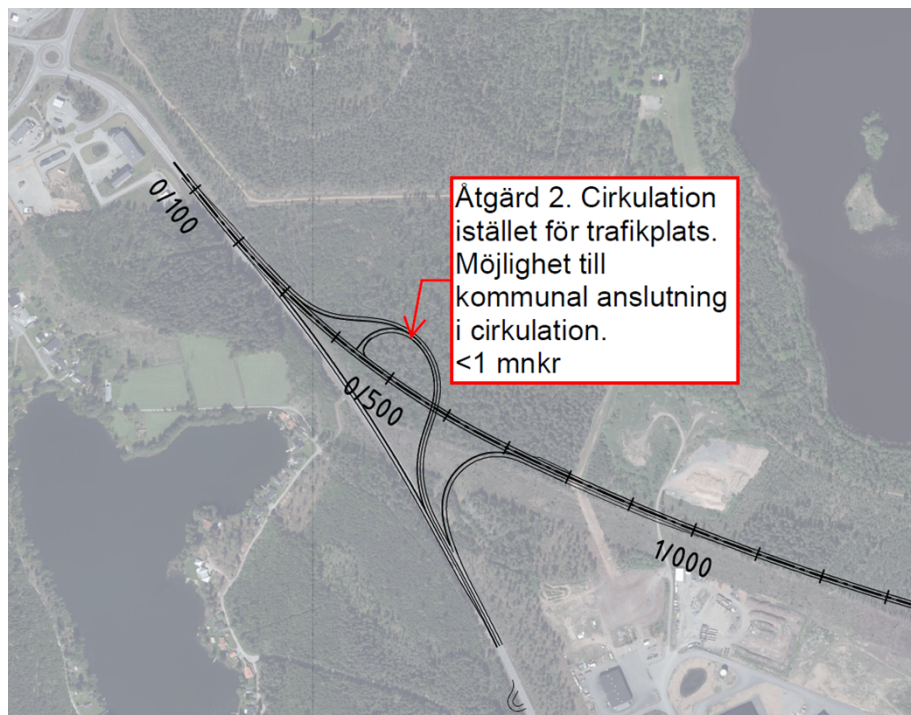 0/100
Åtgärd 2. Cirkulation
istället för trafikplats.
Möjlighet till
kommunal anslutning
i cirkulation.
<1 mnkr
0/500
1/000